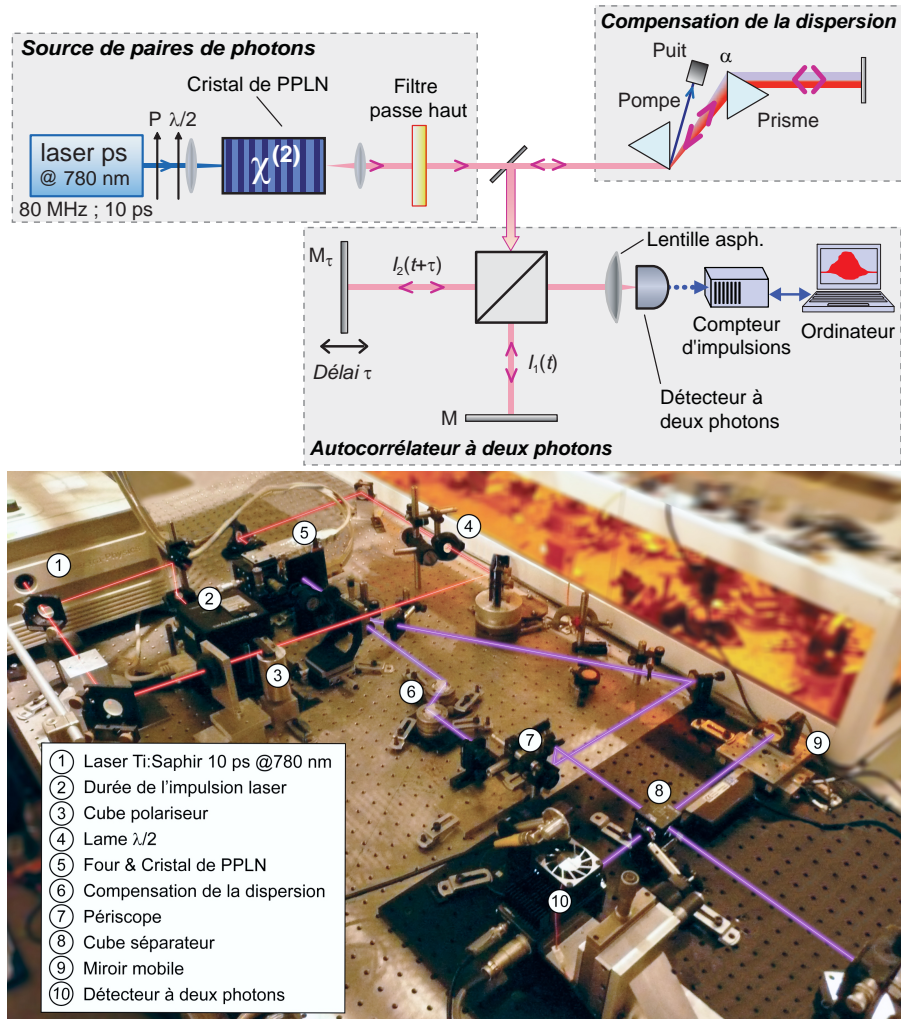 Source de paires de photons
Cristal de PPLN
Filtre
passe haut
P λ/2
laser ps
@ 780 nm
χ(2)
80 MHz ; 10 ps
Compensation de la dispersion
Puit
α
Pompe
Prisme
Mτ
I2(t+τ)
Lentille asph.
Délai τ
I1(t)
M
Compteur
d'impulsions
Ordinateur
Détecteur à
deux photons
Autocorrélateur à deux photons
1
2
3
4
5
6
7
8
9
10
1 Laser Ti:Saphir 10 ps @780 nm
2 Durée de l'impulsion laser
3 Cube polariseur
4 Lame λ/2
5 Four & Cristal de PPLN
6 Compensation de la dispersion
7 Périscope
8 Cube séparateur
9 Miroir mobile
10 Détecteur à deux photons